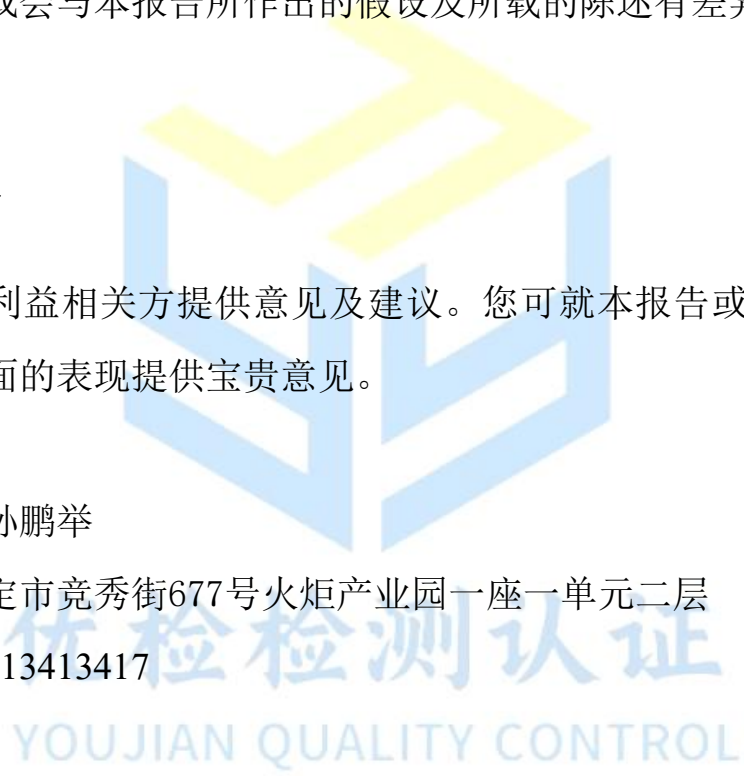 会与本报告所作出的假设及所载的陈述有差异
利益相关方提供意见及建议。您可就本报告或
面的表现提供宝贵意见。
孙鹏举
定市竞秀街677号火炬产业园一座一单元二层
13413417
优检检测认证
YOUJIAN QUALITY CONTROL